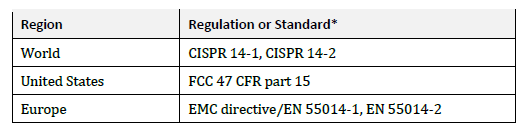 Region Regulation or Standard*
World CISPR 14-1, CISPR 14-2
United States FCC 47 CFR part 15
Europe EMC directive/EN 55014-1, EN 55014-2